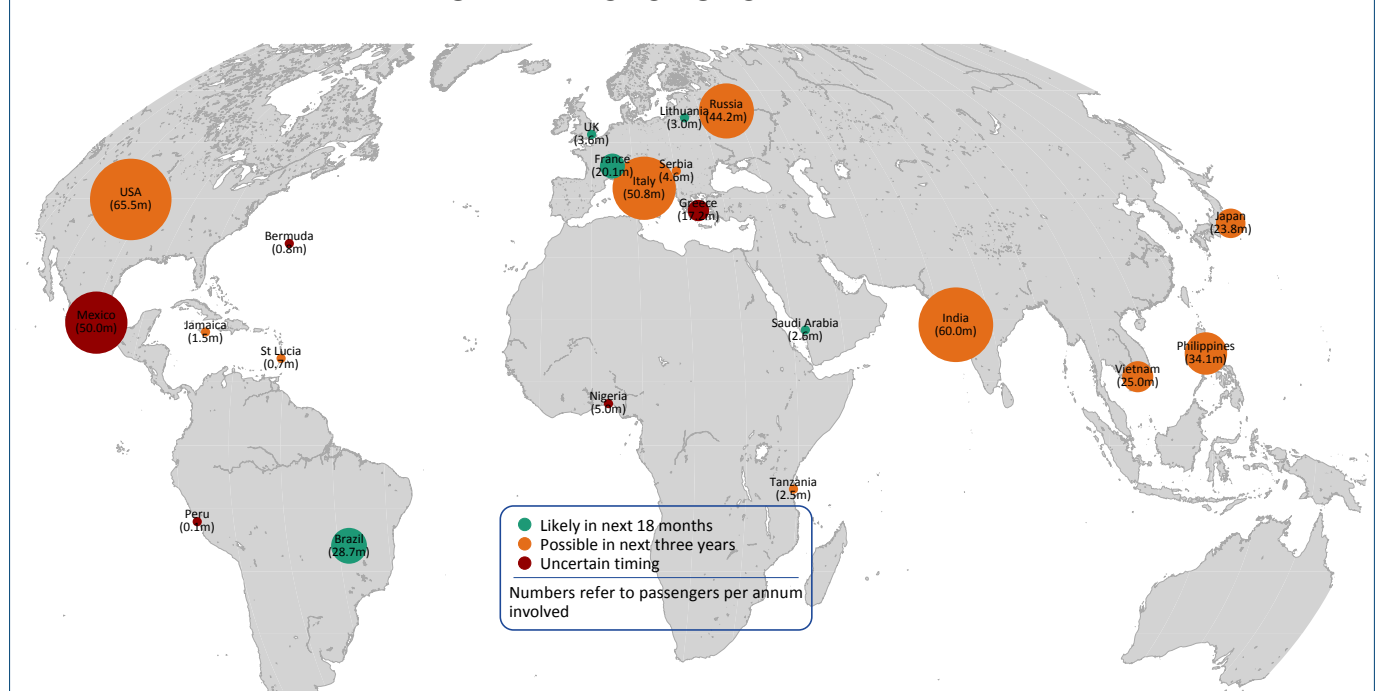 Russia
(44.2m)
Lithuania
(3.0m)
UK
(3.6m)
France
(20.1m)
Serbia
(4.6m)
Italy
(50.8m)
USA
(65.5m)
Greece
(17.2m)
Japan
(23.8m)
Bermuda
(0.8m)
Mexico
(50.0m)
Jamaica
(1.5m)
Saudi Arabia
(2.6m)
India
(60.0m)
St Lucia
(0.7m)
Philippines
(34.1m)
Vietnam
(25.0m)
Nigeria
(5.0m)
Tanzania
(2.5m)
Peru
(0.1m)
Brazil
(28.7m)
Likely in next 18 months
Possible in next three years
Uncertain timing
Numbers refer to passengers per annum
involved